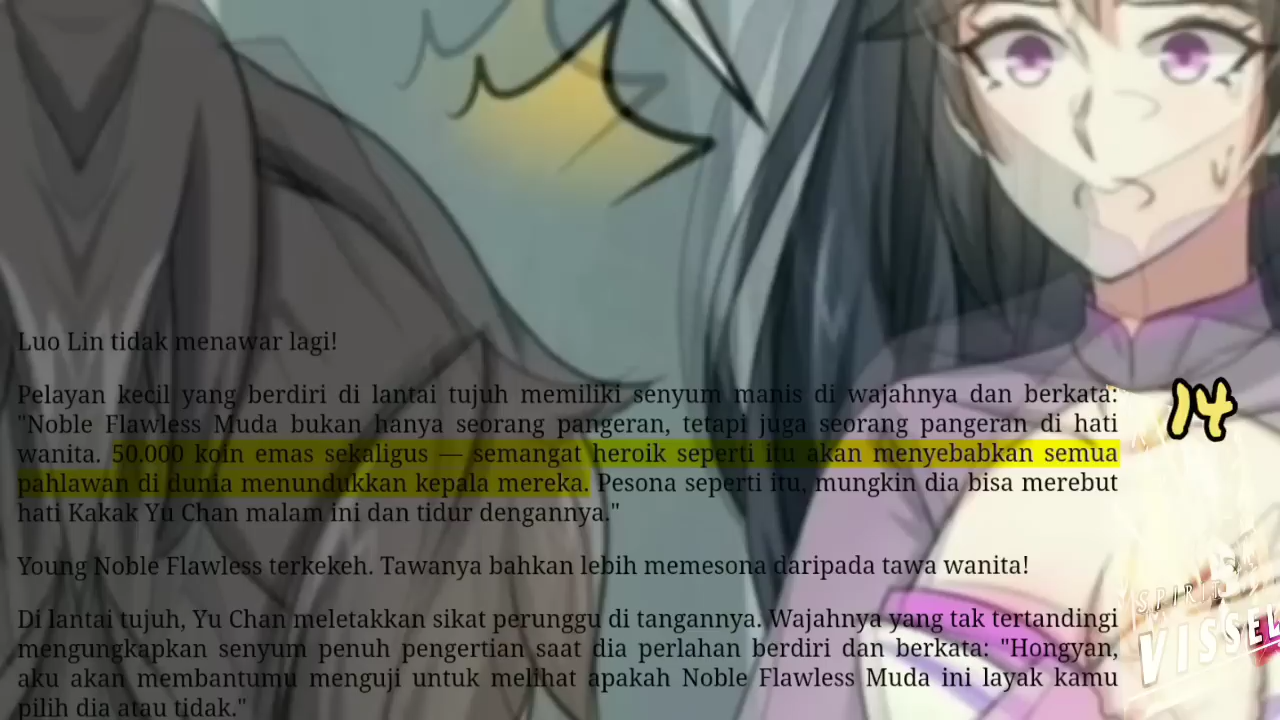 Luo Lin tidak menawar lagi!
Pelayan kecil yang berdiri di lantai tujuh memiliki senyum manis di wajahnya dan berkata:
"Noble Flawless Muda bukan hanya seorang pangeran, tetapi juga seorang pangeran di hati
wanita. 50.000 koin emas sekaligus — semangat heroik seperti itu akan menyebabkan semua
pahlawan di dunia menundukkan kepala mereka. Pesona seperti itu, mungkin dia bisa merebut
hati Kakak Yu Chan malam ini dan tidur dengannya."
Young Noble Flawless terkekeh. Tawanya bahkan lebih memesona daripada tawa wanita!
Di lantai tujuh, Yu Chan meletakkan sikat perunggu di tangannya. Wajahnya yang tak tertandingi
mengungkapkan senyum penuh pengertian saat dia perlahan berdiri dan berkata: "Hongyan,
aku akan membantumu menguji untuk melihat apakah Noble Flawless Muda ini layak kamu
pilih dia atau tidak."
14
SPIRIT
VISSEL